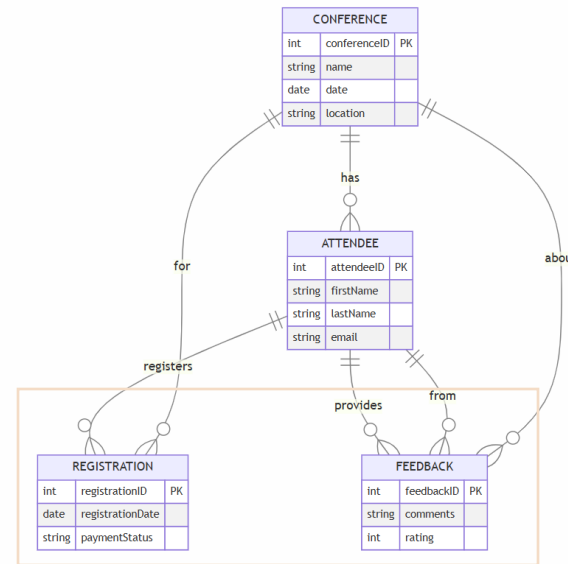 CONFERENCE
int conferenceID PK
string name
date date
string location
has
for
abou
ATTENDEE
int attendeeID PK
string firstName
string lastName
string email
registers
provides
from
REGISTRATION
int registrationID PK
date registrationDate
string paymentStatus
FEEDBACK
int feedbackID PK
string comments
int rating